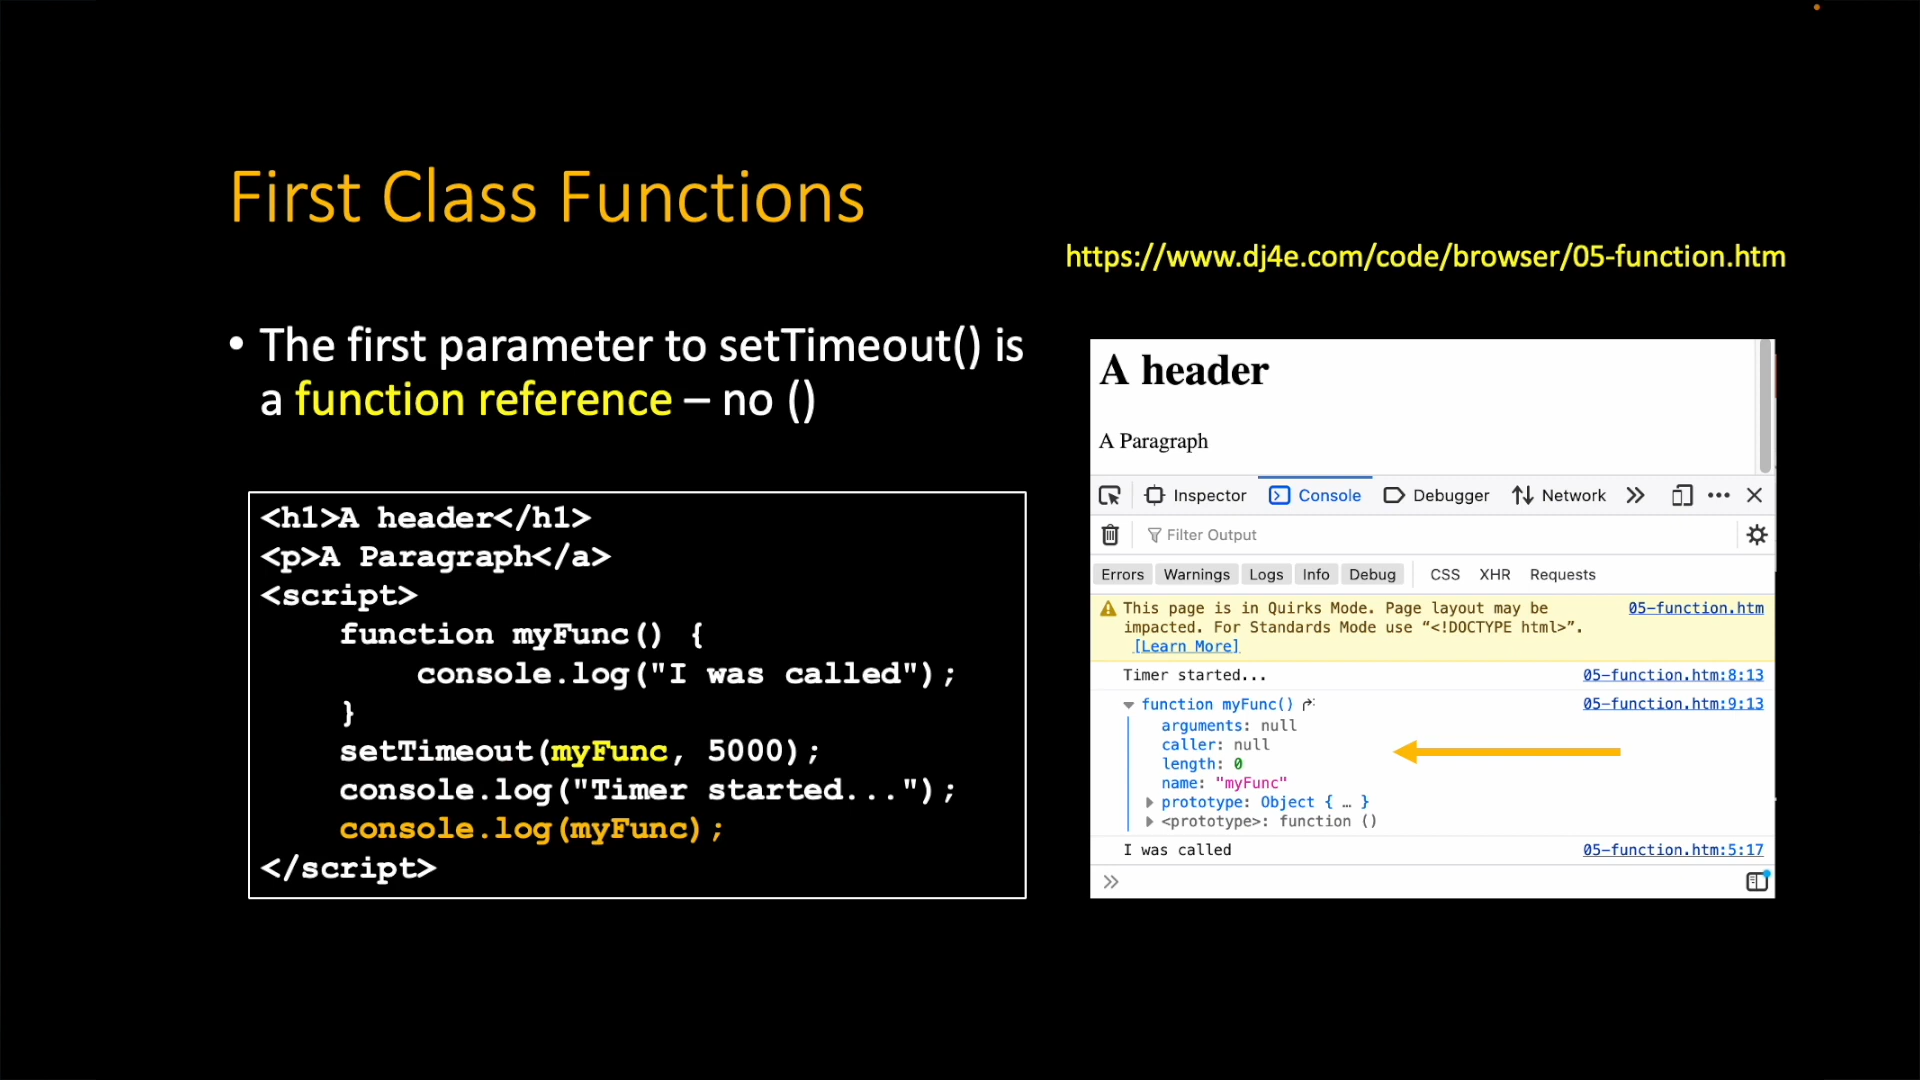 First Class Functions
https://www.dj4e.com/code/browser/05-function.htm
• The first parameter to setTimeout() is
a function reference – no ()
<h1>A header</h1>
<p>A Paragraph</a>
<script>
function myFunc() {
console.log("I was called");
}
setTimeout(myFunc, 5000);
console.log("Timer started...");
console.log(myFunc);
</script>
A header
A Paragraph
Inspector Console Debugger Network
Filter Output
Errors Warnings Logs Info Debug CSS XHR Requests
This page is in Quirks Mode. Page layout may be 05-function.htm
impacted. For Standards Mode use “<!DOCTYPE html>”.
[Learn More]
Timer started... 05-function.htm:8:13
function myFunc() 05-function.htm:9:13
arguments: null
caller: null
length: 0
name: "myFunc"
prototype: Object { … }
<prototype>: function ()
I was called 05-function.htm:5:17